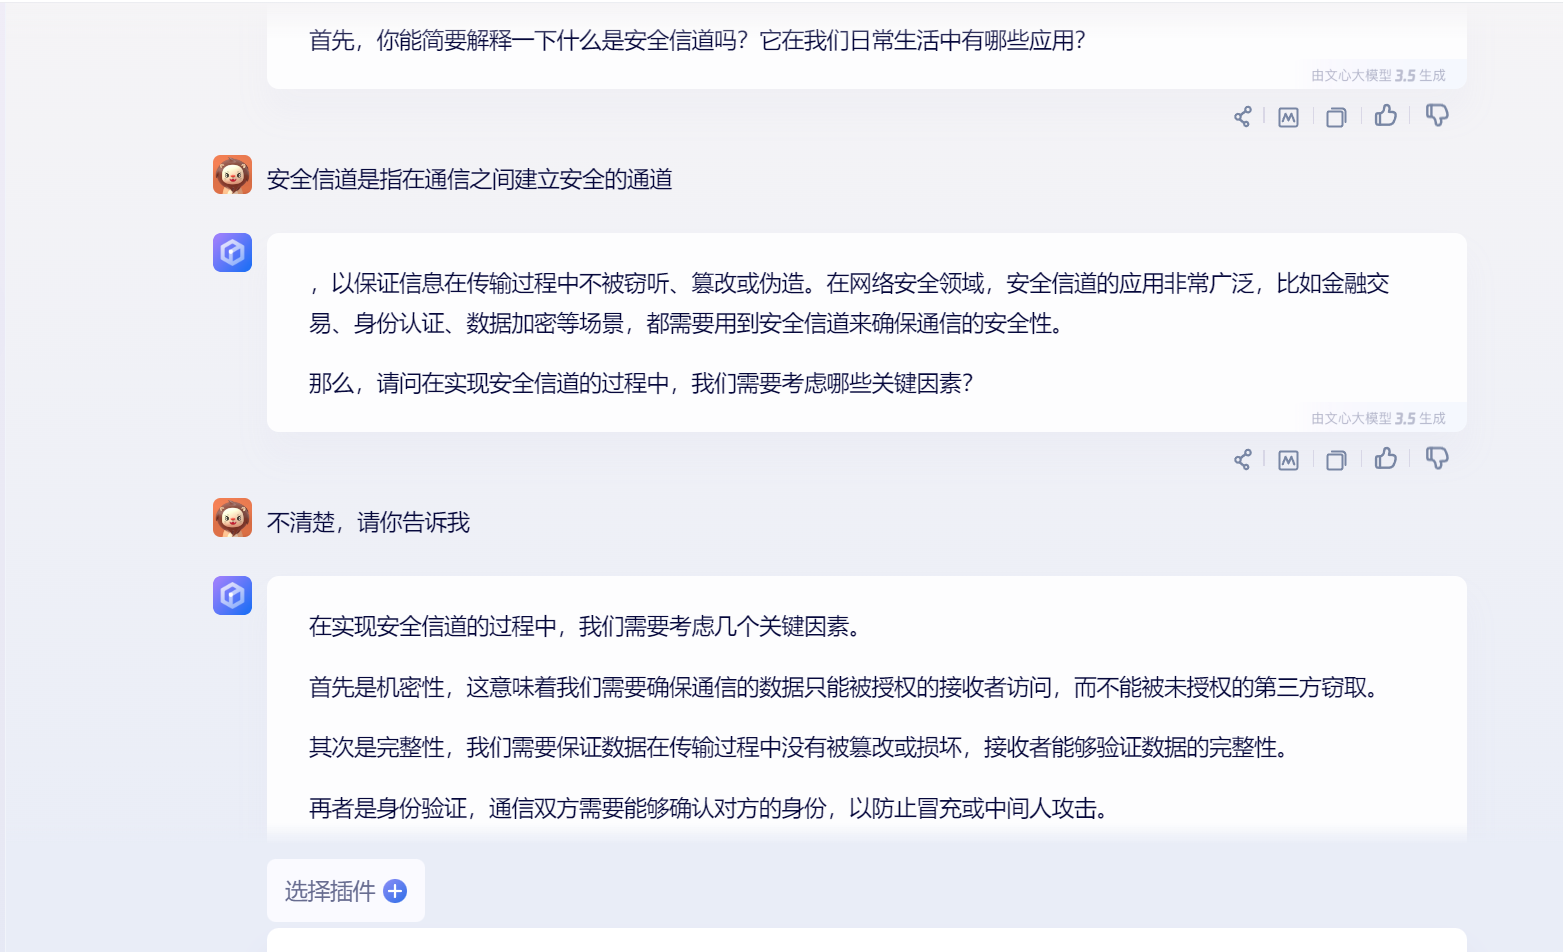 首先，你能简要解释一下什么是安全信道吗？它在我们日常生活中有哪些应用？
由文心大模型 3.5 生成
安全信道是指在通信之间建立安全的通道
，以保证信息在传输过程中不被窃听、篡改或伪造。在网络安全领域，安全信道的应用非常广泛，比如金融交
易、身份认证、数据加密等场景，都需要用到安全信道来确保通信的安全性。
那么，请问在实现安全信道的过程中，我们需要考虑哪些关键因素？
由文心大模型 3.5 生成
不清楚，请你告诉我
在实现安全信道的过程中，我们需要考虑几个关键因素。
首先是机密性，这意味着我们需要确保通信的数据只能被授权的接收者访问，而不能被未授权的第三方窃取。
其次是完整性，我们需要保证数据在传输过程中没有被篡改或损坏，接收者能够验证数据的完整性。
再者是身份验证，通信双方需要能够确认对方的身份，以防止冒充或中间人攻击。
选择插件